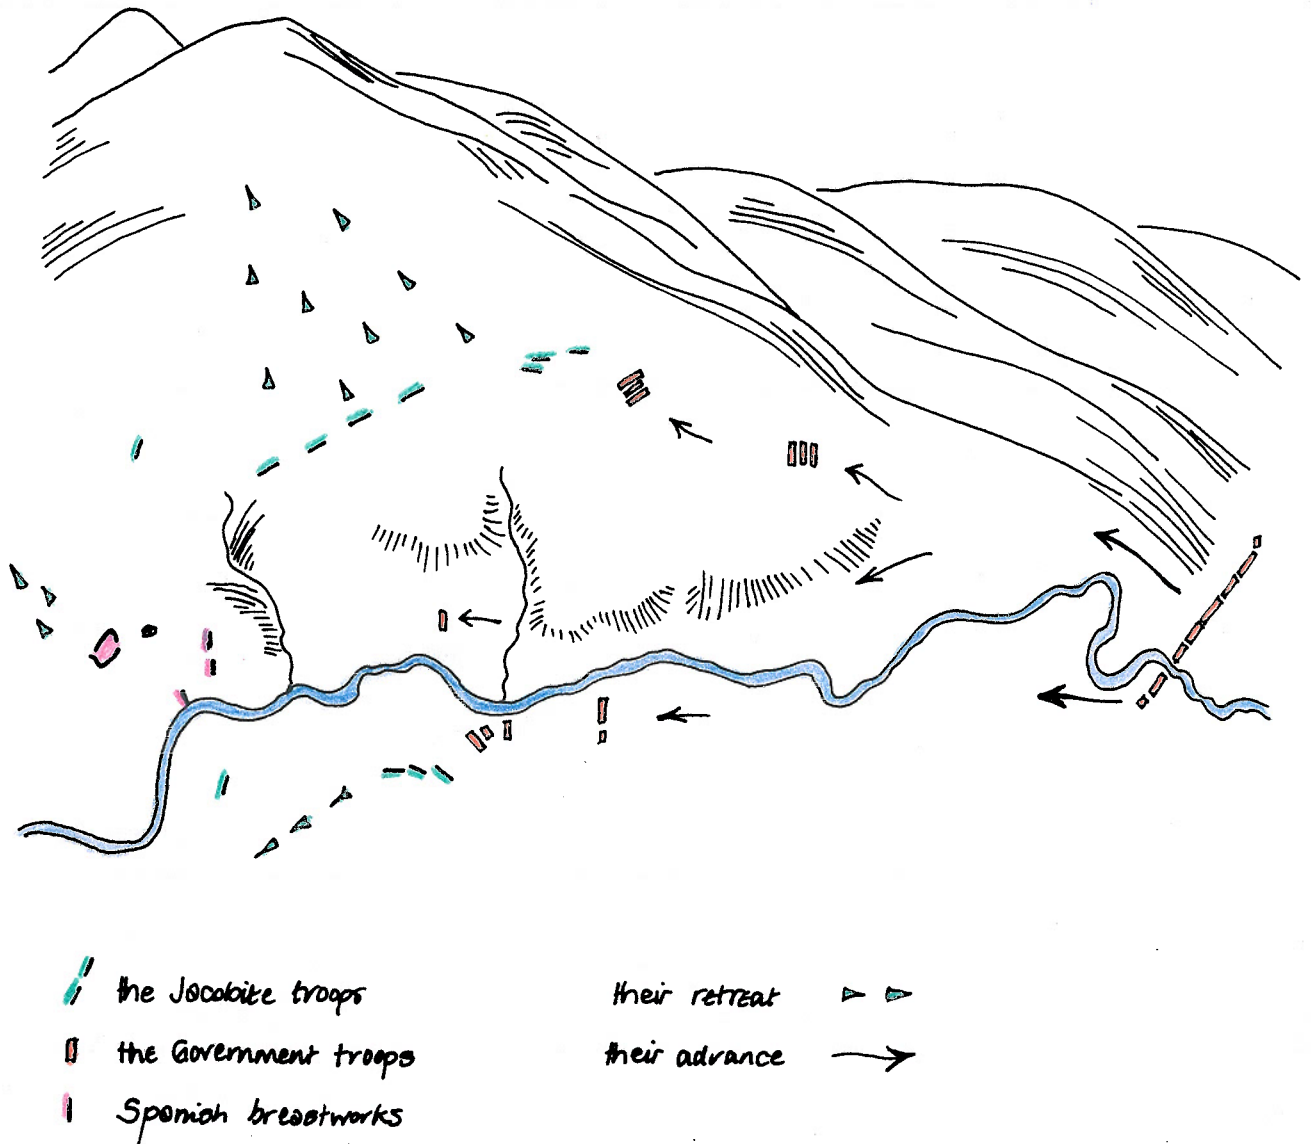 the Jacobite troops
their retreat
the Government troops
their advance
Spanish breastworks